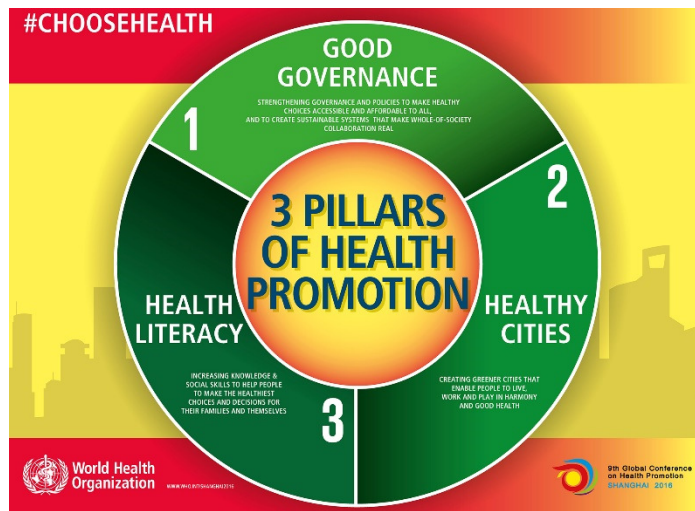 #CHOOSEHEALTH
GOOD
GOVERNANCE
STRENGTHENING GOVERNANCE AND POLICIES TO MAKE HEALTHY
CHOICES ACCESSIBLE AND AFFORDABLE TO ALL,
AND TO CREATE SUSTAINABLE SYSTEMS THAT MAKE WHOLE-OF-SOCIETY
COLLABORATION REAL
1
2
3 PILLARS
OF HEALTH
PROMOTION
HEALTHY
CITIES
CREATING GREENER CITIES THAT
ENABLE PEOPLE TO LIVE,
WORK AND PLAY IN HARMONY
AND GOOD HEALTH
HEALTH
LITERACY
INCREASING KNOWLEDGE &
SOCIAL SKILLS TO HELP PEOPLE
TO MAKE THE HEALTHIEST
CHOICES AND DECISIONS FOR
THEIR FAMILIES AND THEMSELVES
3
World Health
Organization
WWW.WHO.INT/SHANGHAI2016
9th Global Conference
on Health Promotion
SHANGHAI 2016